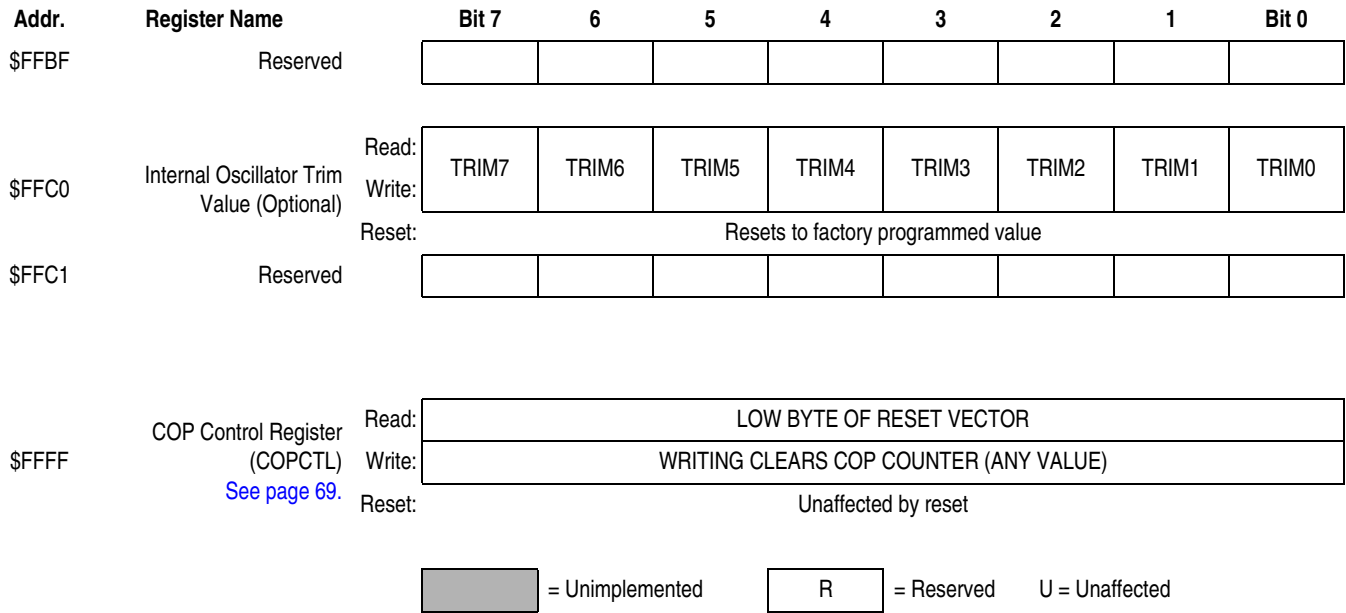 Addr. Register Name Bit 7 6 5 4 3 2 1 Bit 0
$FFBF Reserved
$FFC0 Internal Oscillator Trim
Value (Optional)
Read:
Write:
TRIM7 TRIM6 TRIM5 TRIM4 TRIM3 TRIM2 TRIM1 TRIM0
Reset: Resets to factory programmed value
$FFC1 Reserved
$FFFF COP Control Register
(COPCTL)
See page 69.
Read: LOW BYTE OF RESET VECTOR
Write: WRITING CLEARS COP COUNTER (ANY VALUE)
Reset: Unaffected by reset
= Unimplemented R = Reserved U = Unaffected